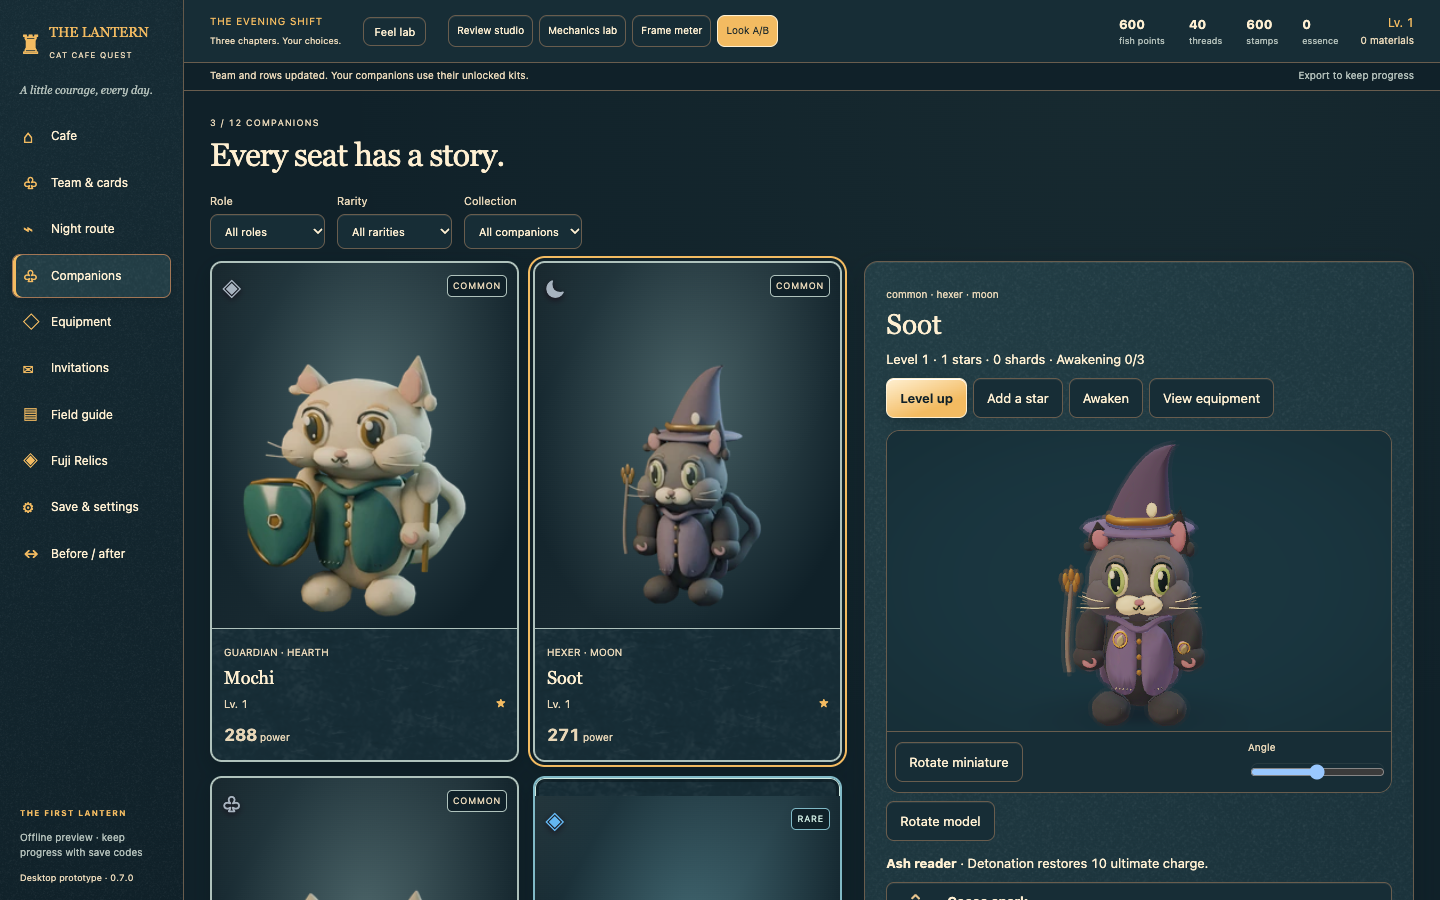 THE LANTERN
CAT CAFE QUEST
A little courage, every day.
Cafe
Team & cards
Night route
Companions
Equipment
Invitations
Field guide
Fuji Relics
Save & settings
Before / after
THE FIRST LANTERN
Offline preview · keep
progress with save codes
Desktop prototype · 0.7.0
THE EVENING SHIFT
Three chapters. Your choices.
Feel lab
Review studio
Mechanics lab
Frame meter
Look A/B
600
fish points
40
threads
600
stamps
0
essence
Lv. 1
0 materials
Team and rows updated. Your companions use their unlocked kits.
Export to keep progress
3 / 12 COMPANIONS
Every seat has a story.
Role
Rarity
Collection
All roles
All rarities
All companions
COMMON
GUARDIAN · HEARTH
Mochi
Lv. 1
288 power
COMMON
HEXER · MOON
Soot
Lv. 1
271 power
COMMON
RARE
common · hexer · moon
Soot
Level 1 · 1 stars · 0 shards · Awakening 0/3
Level up
Add a star
Awaken
View equipment
Rotate miniature
Angle
Rotate model
Ash reader · Detonation restores 10 ultimate charge.